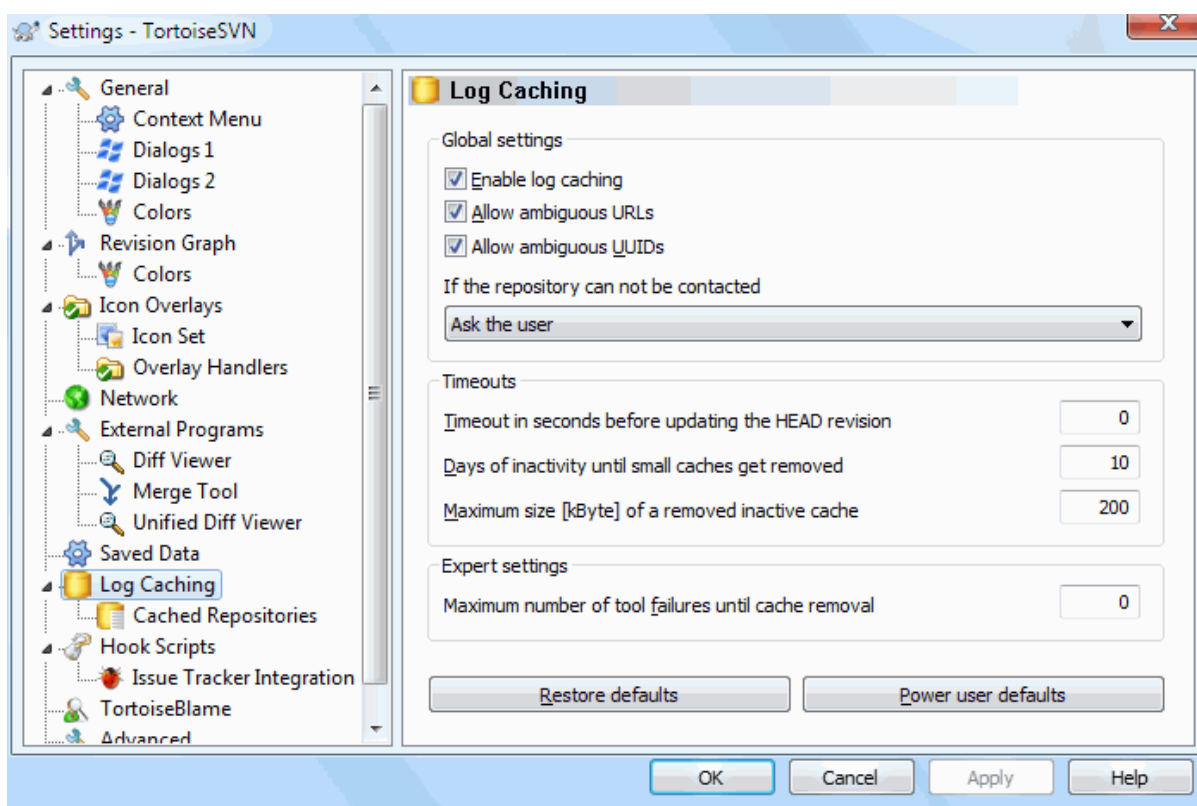 Settings - TortoiseSVN
General
Context Menu
Dialogs 1
Dialogs 2
Colors
Revision Graph
Colors
Icon Overlays
Icon Set
Overlay Handlers
Network
External Programs
Diff Viewer
Merge Tool
Unified Diff Viewer
Saved Data
Log Caching
Cached Repositories
Hook Scripts
Issue Tracker Integration
TortoiseBlame
Advanced
Log Caching
Global settings
Enable log caching
Allow ambiguous URLs
Allow ambiguous UUIDs
If the repository can not be contacted
Ask the user
Timeouts
Timeout in seconds before updating the HEAD revision 0
Days of inactivity until small caches get removed 10
Maximum size [kByte] of a removed inactive cache 200
Expert settings
Maximum number of tool failures until cache removal 0
Restore defaults Power user defaults
OK Cancel Apply Help